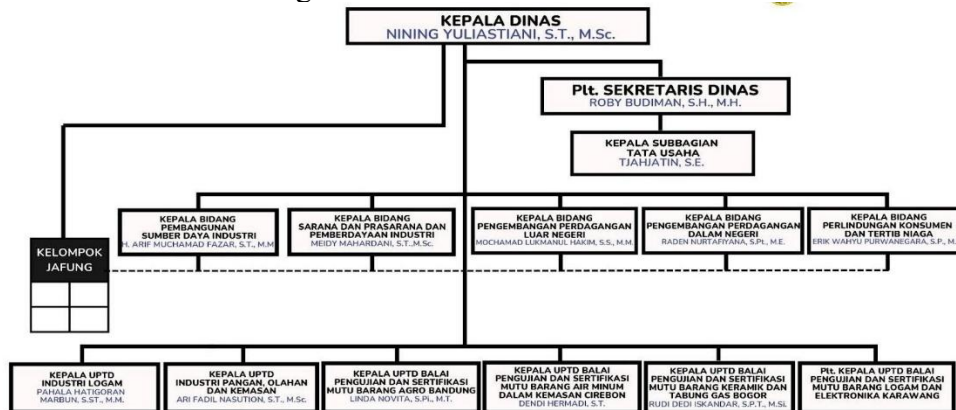 KEPALA DINAS
NINING YULIASTIANI, S.T., M.Sc.
Plt. SEKRETARIS DINAS
ROBY BUDIMAN, S.H., M.H.
KEPALA SUBBAGIAN
TATA USAHA
TJAHJATIN, S.E.
KELOMPOK
JAFUNG
KEPALA BIDANG
PEMBANGUNAN
SUMBER DAYA INDUSTRI
H. ARIF MUCHAMAD FAZAR, S.T., M.M
KEPALA BIDANG
SARANA DAN PRASARANA DAN
PEMBERDAYAAN INDUSTRI
MEIDY MAHARDANI, S.T.,M.Sc.
KEPALA BIDANG
PENGEMBANGAN PERDAGANGAN
LUAR NEGERI
MOCHAMAD LUKMANUL HAKIM, S.S., M.M.
KEPALA BIDANG
PENGEMBANGAN PERDAGANGAN
DALAM NEGERI
RADEN NURTAFIYANA, S.Pt., M.E.
KEPALA BIDANG
PERLINDUNGAN KONSUMEN
DAN TERTIB NIAGA
ERIK WAHYU PURWANEGARA, S.P.,
KEPALA UPTD
INDUSTRI LOGAM
PAHALA HATIGORAN
MARBUN, S.ST., M.M.
KEPALA UPTD
INDUSTRI PANGAN, OLAHAN
DAN KEMASAN
ARI FADIL NASUTION, S.T., M.Sc.
KEPALA UPTD BALAI
PENGUJIAN DAN SERTIFIKASI
MUTU BARANG AGRO BANDUNG
LINDA NOVITA, S.Pi., M.T.
KEPALA UPTD BALAI
PENGUJIAN DAN SERTIFIKASI
MUTU BARANG AIR MINUM
DALAM KEMASAN CIREBON
DENDI HERMADI, S.T.
KEPALA UPTD BALAI
PENGUJIAN DAN SERTIFIKASI
MUTU BARANG KERAMIK DAN
TABUNG GAS BOGOR
RUDI DEDI ISKANDAR, S.P.T., M.Si.
Plt. KEPALA UPTD BALAI
PENGUJIAN DAN SERTIFIKASI
MUTU BARANG LOGAM DAN
ELEKTRONIKA KARAWANG